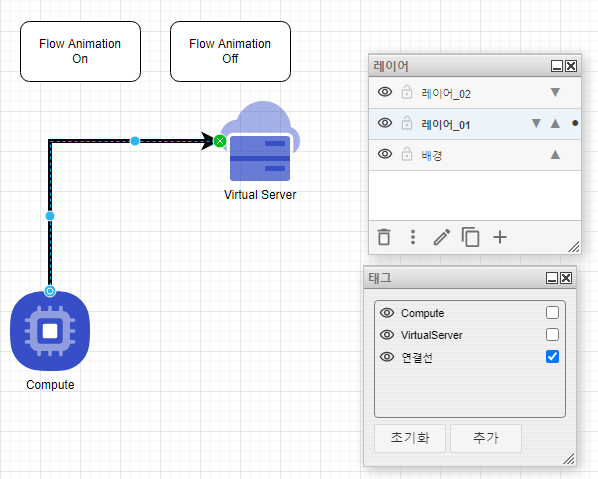 Flow Animation
On
Flow Animation
Off
Virtual Server
Compute
레이어
레이어_02
레이어_01
배경
태그
Compute
VirtualServer
연결선
초기화
추가